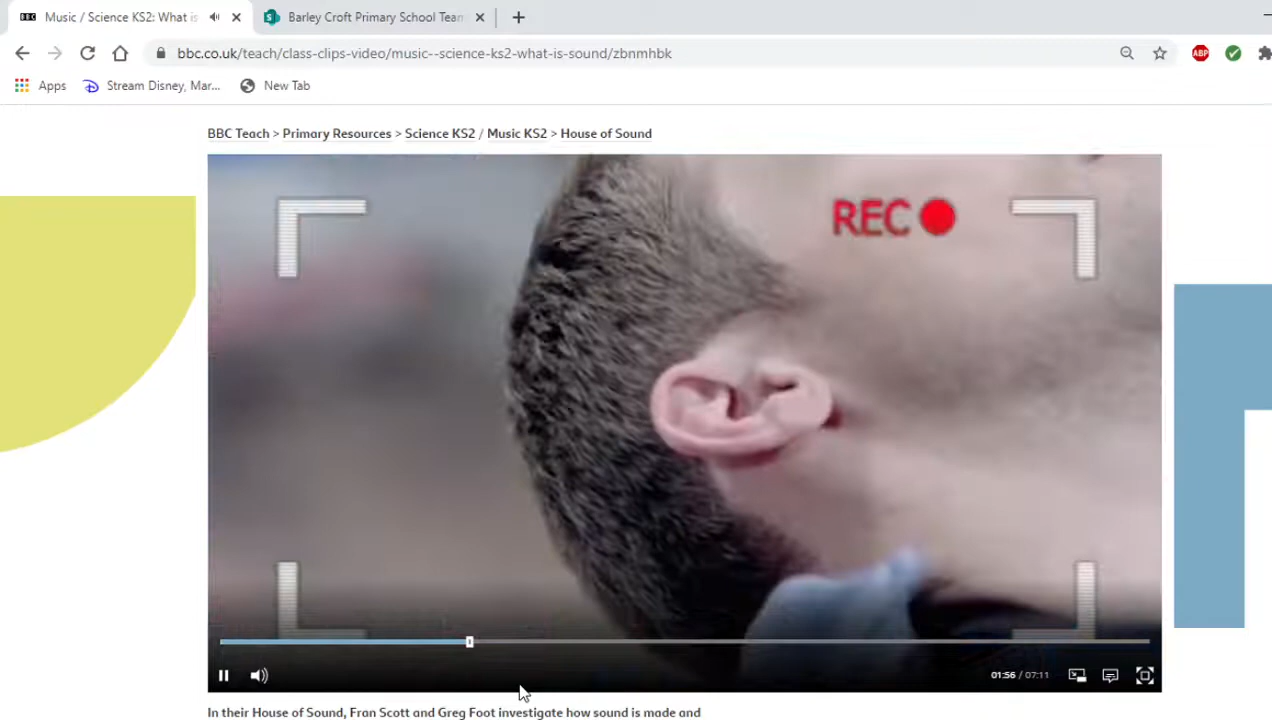 BBC Music / Science KS2: What is
Barley Croft Primary School Team
bbc.co.uk/teach/class-clips-video/music--science-ks2-what-is-sound/zbnmhbk
ABP
Apps Stream Disney, Mar... New Tab
BBC Teach > Primary Resources > Science KS2 / Music KS2 > House of Sound
REC
01:56 / 07:11
In their House of Sound, Fran Scott and Greg Foot investigate how sound is made and